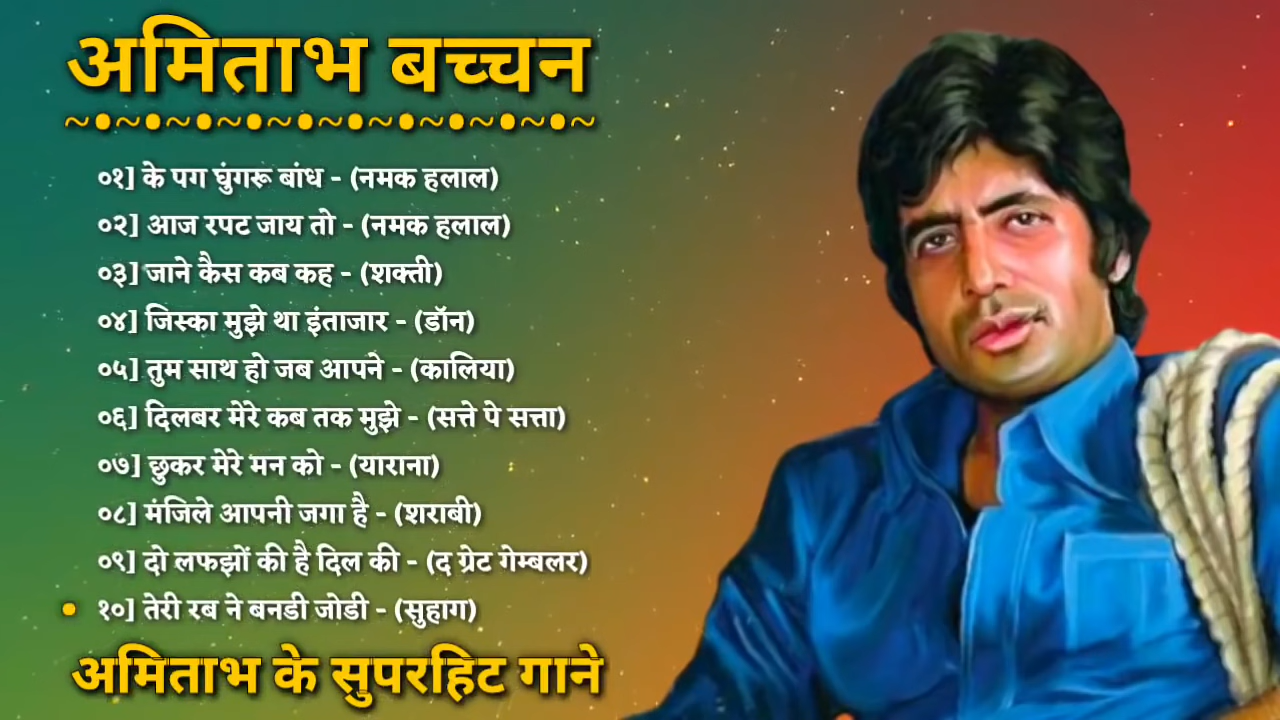 अमिताभ बच्चन
~●~●~●~●~●~●~●~●~●~●~
०१] के पग घुंगरू बांध - (नमक हलाल)
०२] आज रपट जाय तो - (नमक हलाल)
०३] जाने कैस कब कह - (शक्ती)
०४] जिस्का मुझे था इंताजार - (डॉन)
०५] तुम साथ हो जब आपने - (कालिया)
०६] दिलबर मेरे कब तक मुझे - (सत्ते पे सत्ता)
०७] छुकर मेरे मन को - (याराना)
०८] मंजिले आपनी जगा है - (शराबी)
०९] दो लफझों की है दिल की - (द ग्रेट गेम्बलर)
● १०] तेरी रब ने बनडी जोडी - (सुहाग)
अमिताभ के सुपरहिट गाने